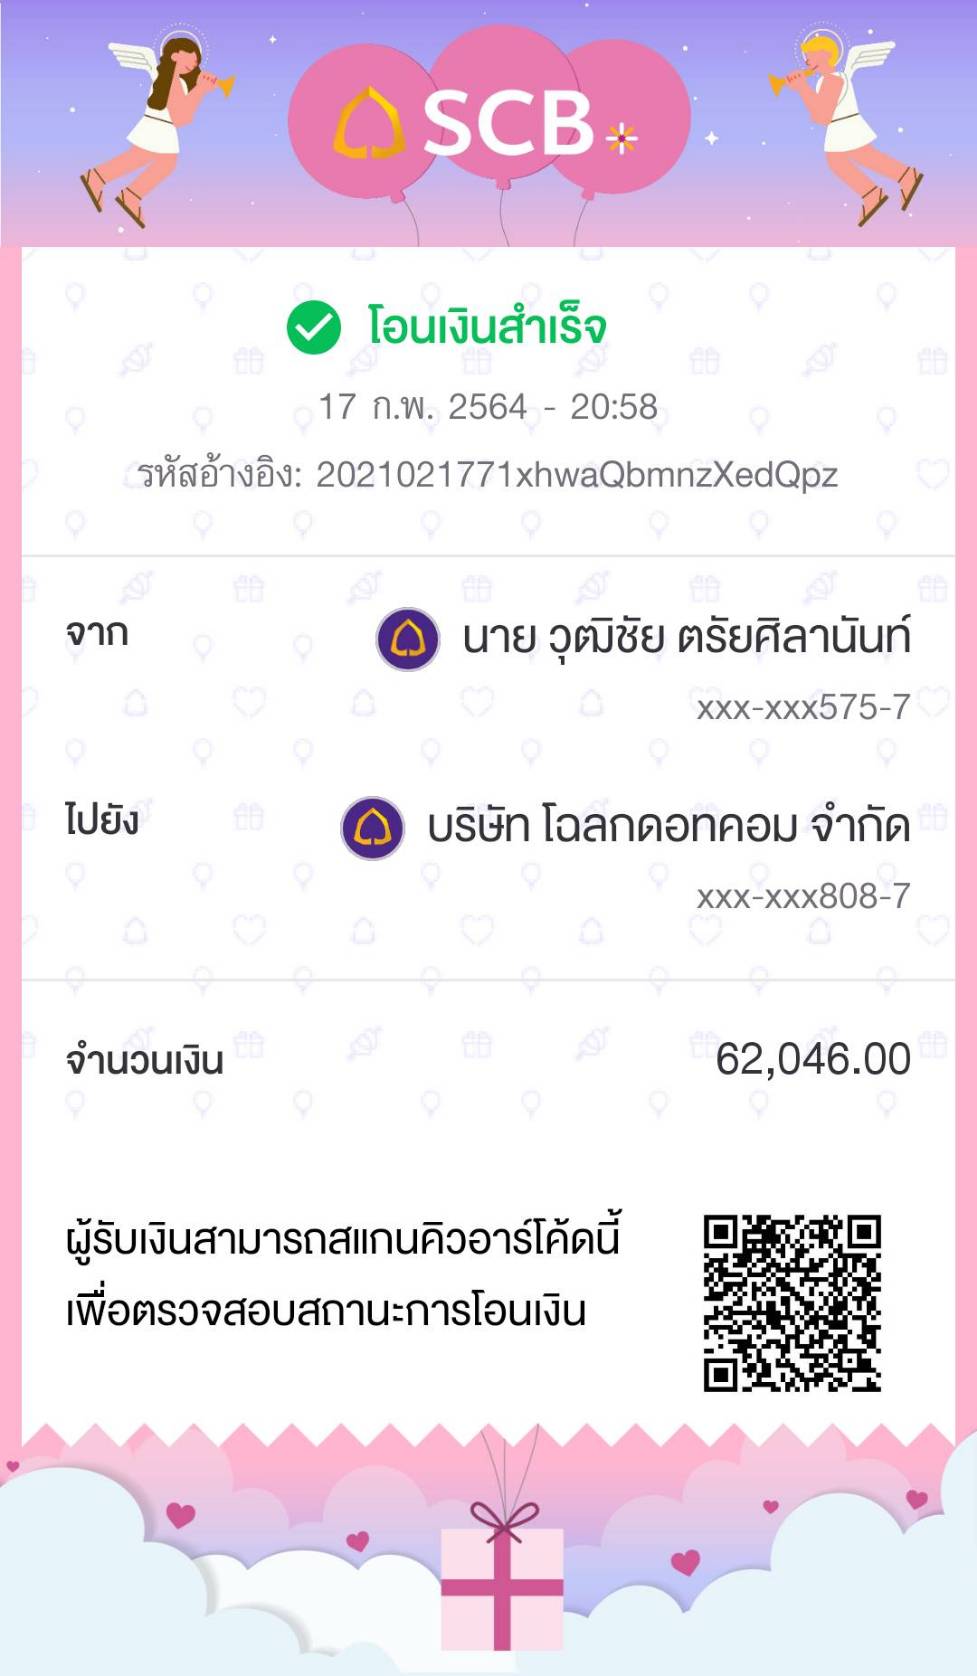 SCB
โอนเงินสำเร็จ
17 ก.พ. 2564 - 20:58
รหัสอ้างอิง: 2021021771xhwaQbmnzXedQpz
จาก
นาย วุฒิชัย ตรัยศิลานันท์
xxx-xxx575-7
ไปยัง
บริษัท โฉลกดอทคอม จำกัด
xxx-xxx808-7
จำนวนเงิน 62,046.00
ผู้รับเงินสามารถสแกนคิวอาร์โค้ดนี้
เพื่อตรวจสอบสถานะการโอนเงิน